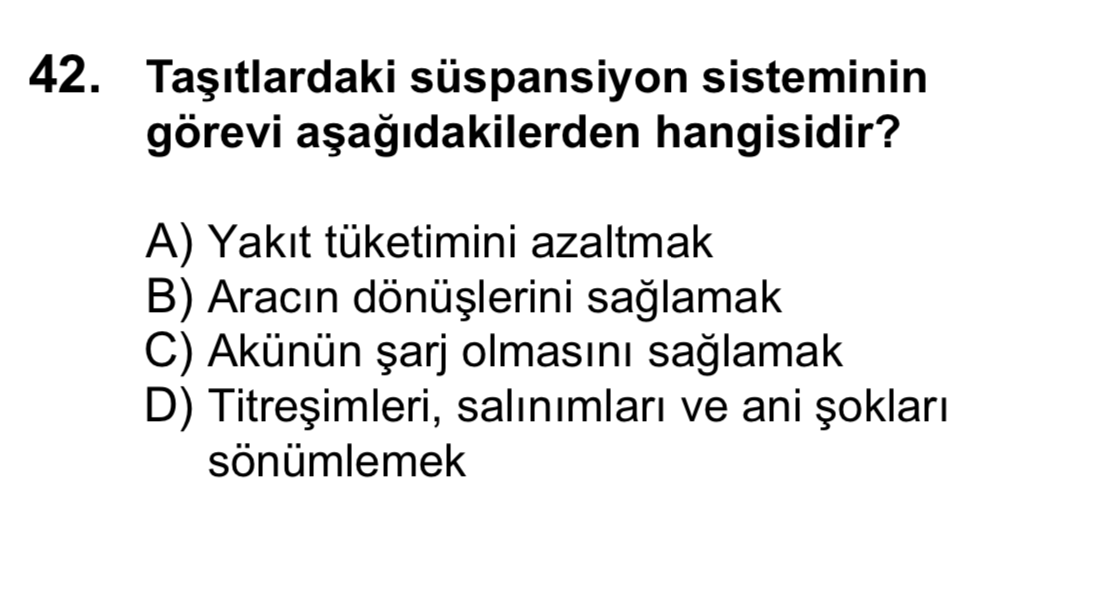 42. Taşıtlardaki süspansiyon sisteminin
görevi aşağıdakilerden hangisidir?
A) Yakıt tüketimini azaltmak
B) Aracın dönüşlerini sağlamak
C) Akünün şarj olmasını sağlamak
D) Titreşimleri, salınımları ve ani şokları
sönümlemek